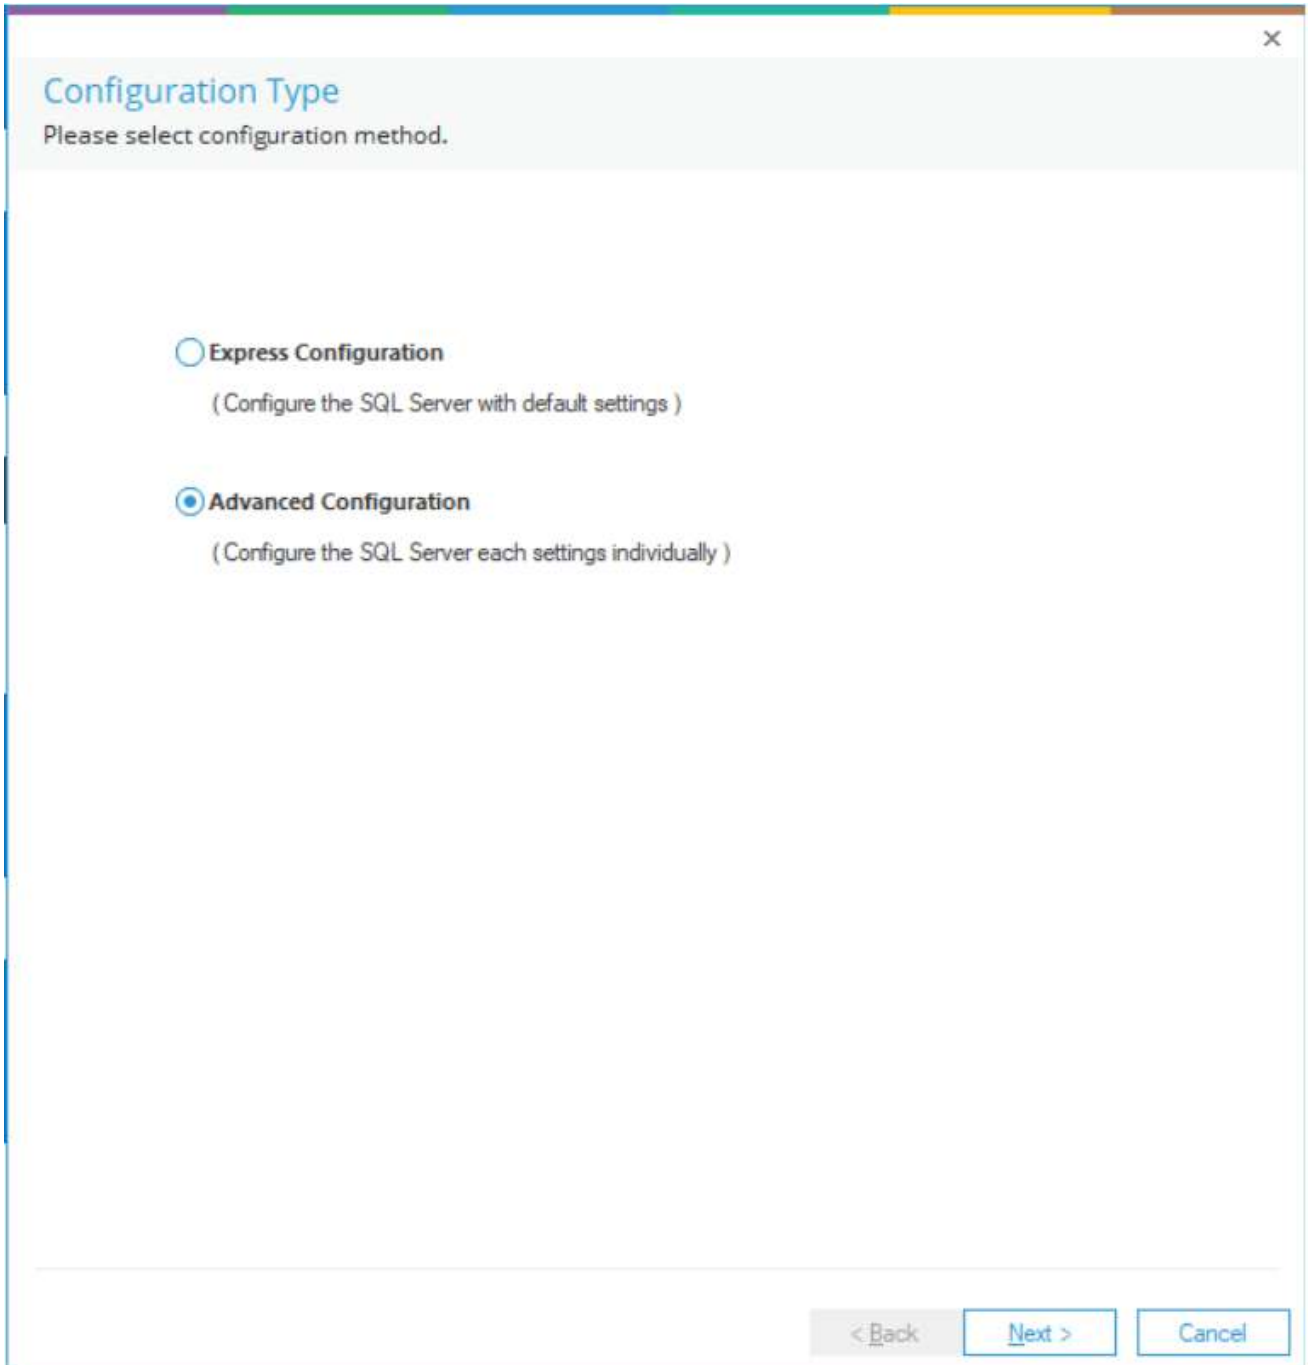 Configuration Type
Please select configuration method.
Express Configuration
( Configure the SQL Server with default settings )
Advanced Configuration
( Configure the SQL Server each settings individually )
< Back
Next >
Cancel